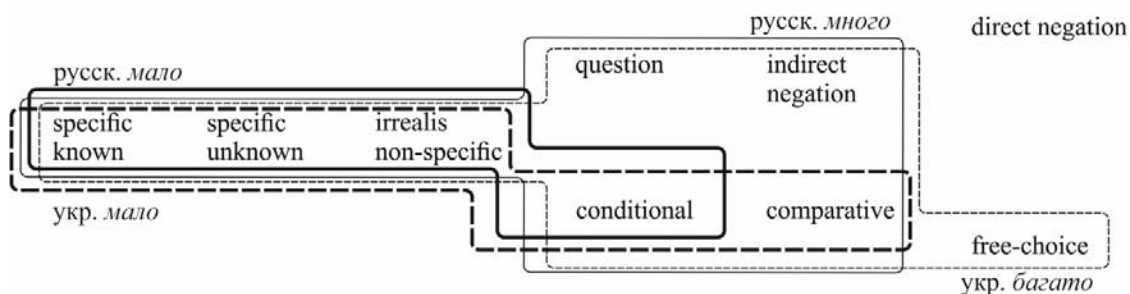 русск. много
direct negation
русск. мало
question
indirect
negation
specific
known
specific
unknown
irrealis
non-specific
укр. мало
conditional
comparative
free-choice
укр. багато